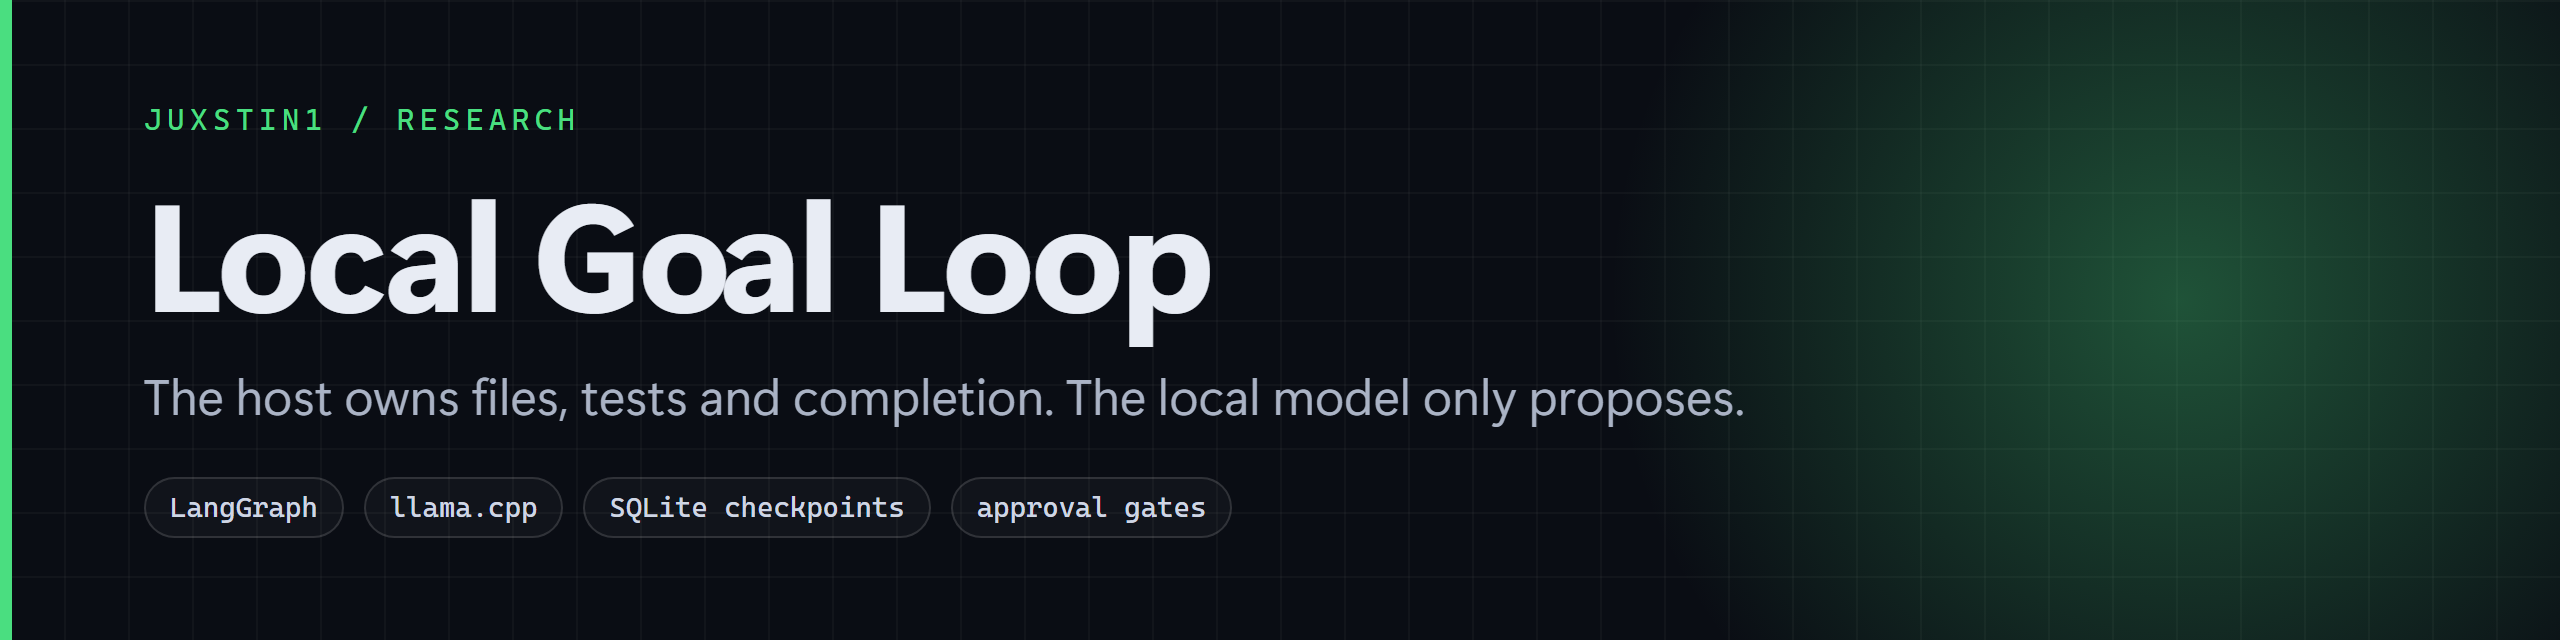 JUXSTIN1 / RESEARCH
Local Goal Loop
The host owns files, tests and completion. The local model only proposes.
LangGraph llama.cpp SQLite checkpoints approval gates